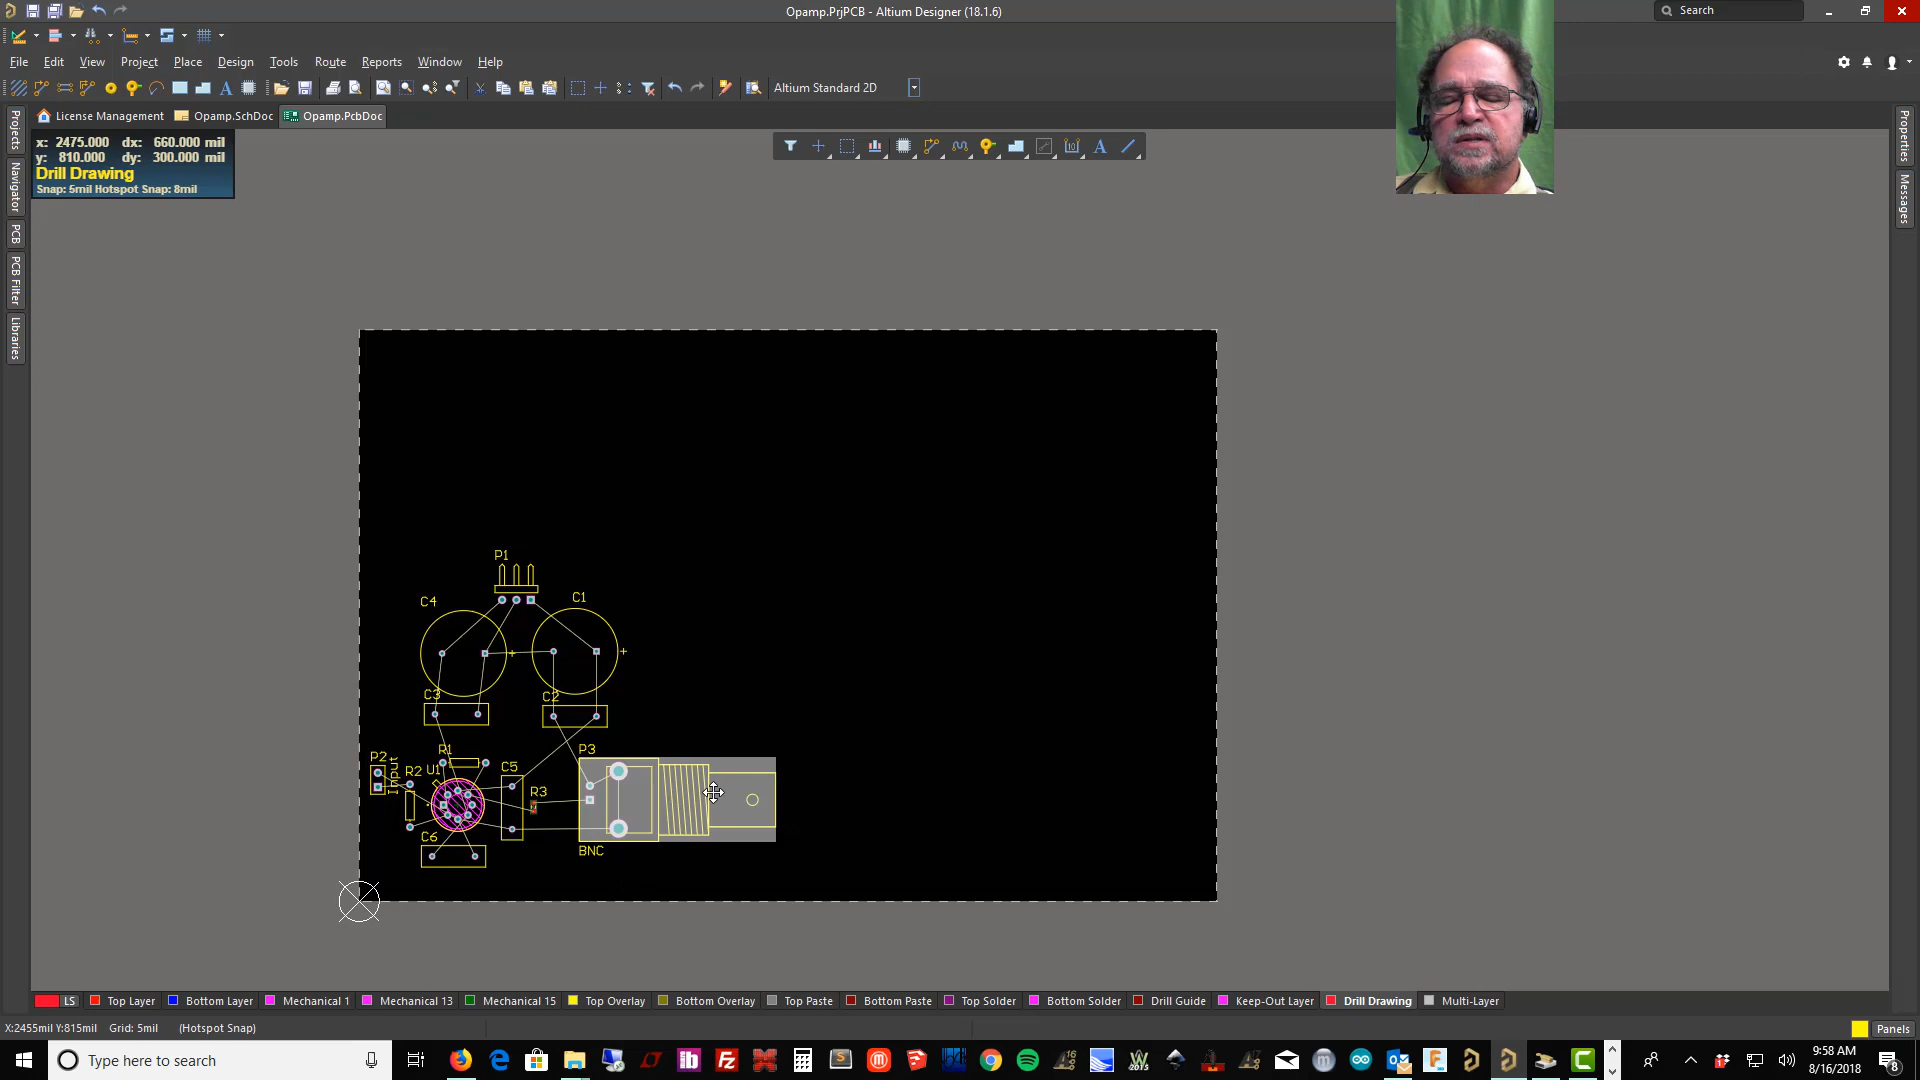 Opamp.PrjPCB - Altium Designer (18.1.6)
Search
File Edit View Project Place Design Tools Route Reports Window Help
Altium Standard 2D
License Management Opamp.SchDoc Opamp.PcbDoc
x: 2475.000 dx: 660.000 mil
y: 810.000 dy: 300.000 mil
Drill Drawing
Snap: 5mil Hotspot Snap: 8mil
Projects
Navigator
PCB
PCB Filter
Libraries
Properties
Messages
P1
C4
C1
C3
C2
P2
Input
R1
R2
U1
C5
R3
P3
C6
BNC
LS Top Layer Bottom Layer Mechanical 1 Mechanical 13 Mechanical 15 Top Overlay Bottom Overlay Top Paste Bottom Paste Top Solder Bottom Solder Drill Guide Keep-Out Layer Drill Drawing Multi-Layer
X:2455mil Y:815mil Grid: 5mil (Hotspot Snap)
Panels
Type here to search
9:58 AM
8/16/2018
8